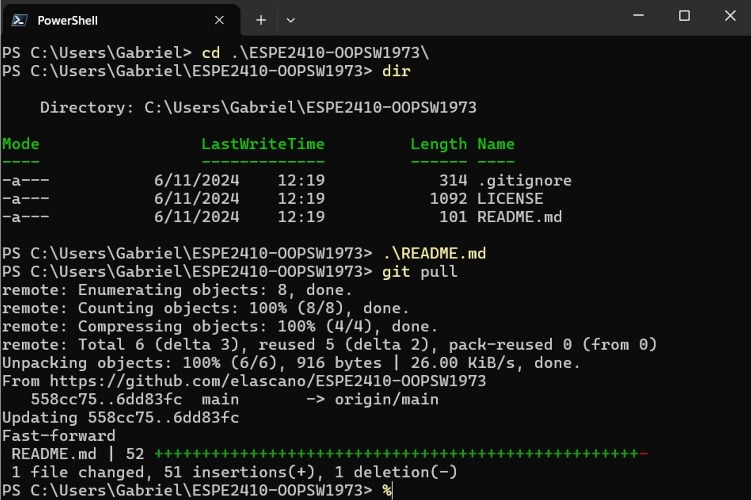 PowerShell
PS C:\Users\Gabriel> cd .\ESPE2410-OOPSW1973\
PS C:\Users\Gabriel\ESPE2410-OOPSW1973> dir
    Directory: C:\Users\Gabriel\ESPE2410-OOPSW1973
Mode                 LastWriteTime         Length Name
----                 -------------         ------ ----
-a---           6/11/2024    12:19            314 .gitignore
-a---           6/11/2024    12:19           1092 LICENSE
-a---           6/11/2024    12:19            101 README.md
PS C:\Users\Gabriel\ESPE2410-OOPSW1973> .\README.md
PS C:\Users\Gabriel\ESPE2410-OOPSW1973> git pull
remote: Enumerating objects: 8, done.
remote: Counting objects: 100% (8/8), done.
remote: Compressing objects: 100% (4/4), done.
remote: Total 6 (delta 3), reused 5 (delta 2), pack-reused 0 (from 0)
Unpacking objects: 100% (6/6), 916 bytes | 26.00 KiB/s, done.
From https://github.com/elascano/ESPE2410-OOPSW1973
   558cc75..6dd83fc  main       -> origin/main
Updating 558cc75..6dd83fc
Fast-forward
 README.md | 52 +++++++++++++++++++++++++++++++++++++++++++++++++++-
 1 file changed, 51 insertions(+), 1 deletion(-)
PS C:\Users\Gabriel\ESPE2410-OOPSW1973> %